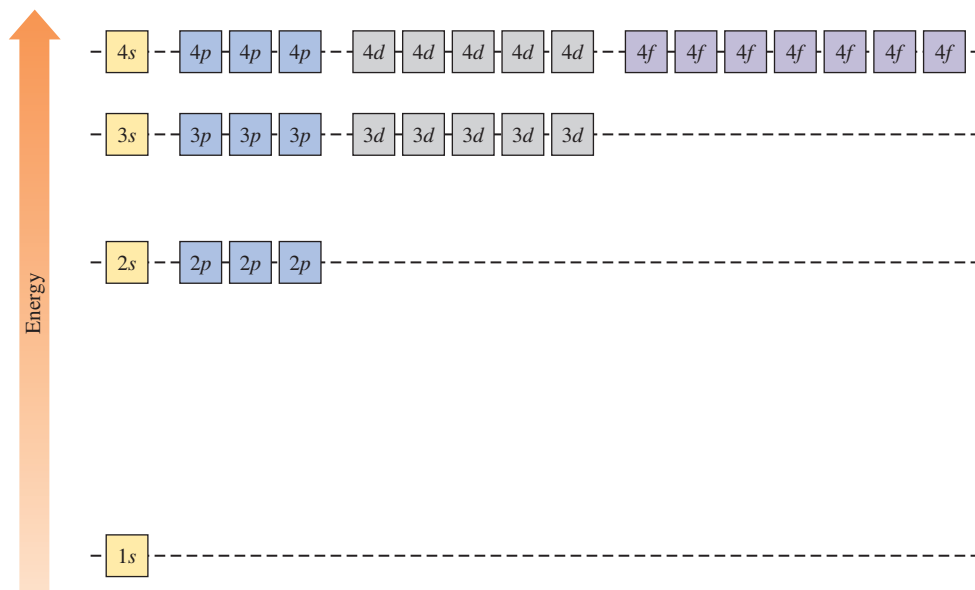 4s 4p 4p 4p 4d 4d 4d 4d 4d 4f 4f 4f 4f 4f 4f 4f
3s 3p 3p 3p 3d 3d 3d 3d 3d
2s 2p 2p 2p
Energy
1s